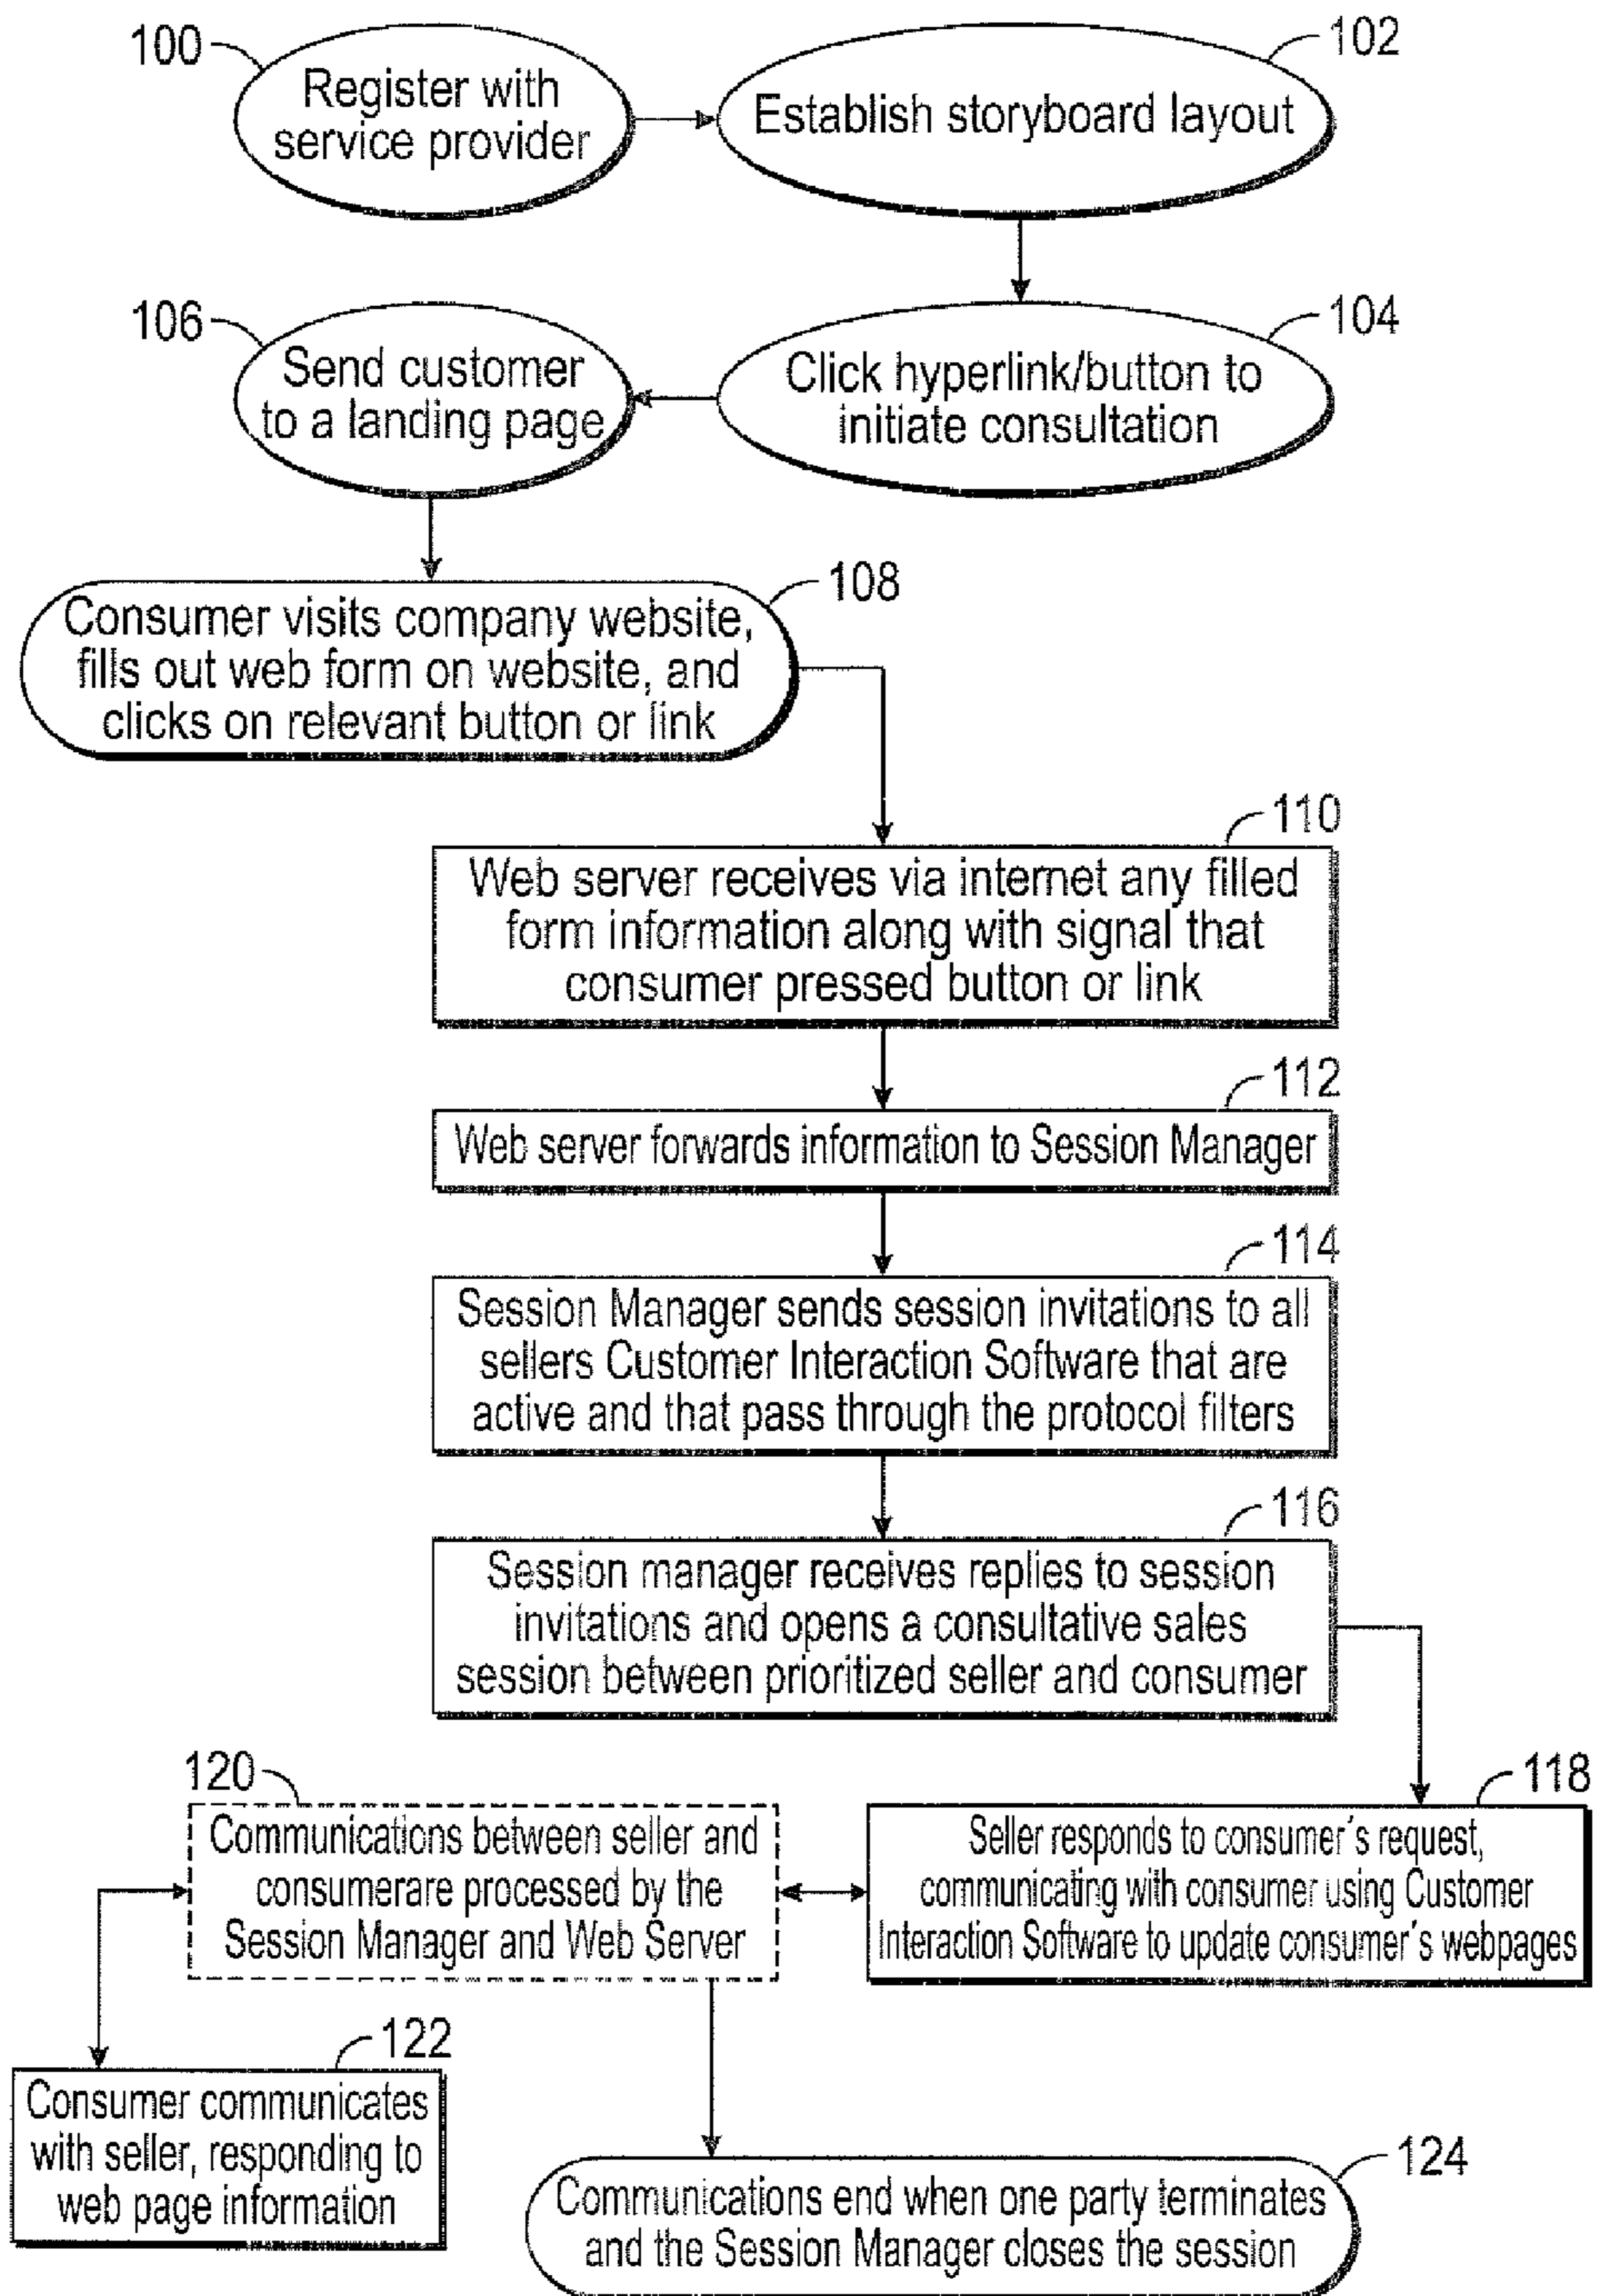 100
Register with
service provider
102
Establish storyboard layout
106
Send customer
to a landing page
104
Click hyperlink/button to
initiate consultation
108
Consumer visits company website,
fills out web form on website, and
clicks on relevant button or link
110
Web server receives via internet any filled
form information along with signal that
consumer pressed button or link
112
Web server forwards information to Session Manager
114
Session Manager sends session invitations to all
sellers Customer Interaction Software that are
active and that pass through the protocol filters
116
Session manager receives replies to session
invitations and opens a consultative sales
session between prioritized seller and consumer
120
Communications between seller and
consumerare processed by the
Session Manager and Web Server
118
Seller responds to consumer's request,
communicating with consumer using Customer
Interaction Software to update consumer's webpages
122
Consumer communicates
with seller, responding to
web page information
124
Communications end when one party terminates
and the Session Manager closes the session